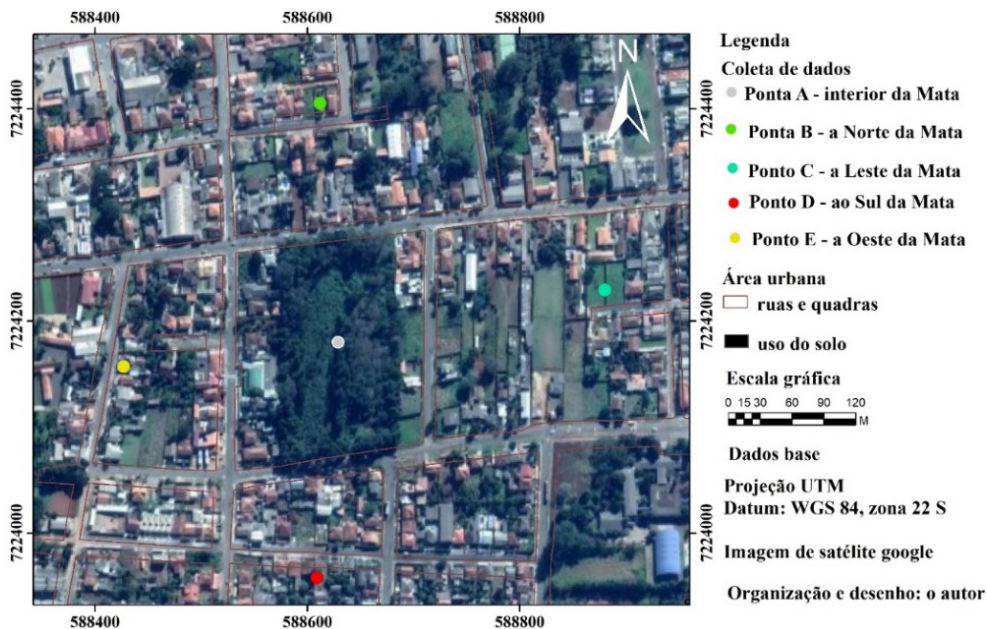 588400 588600 588800
7224400
7224200
7224000
N
Legenda
Coleta de dados
Ponta A - interior da Mata
Ponta B - a Norte da Mata
Ponto C - a Leste da Mata
Ponto D - ao Sul da Mata
Ponto E - a Oeste da Mata
Área urbana
ruas e quadras
uso do solo
Escala gráfica
0 15 30 60 90 120
M
Dados base
Projeção UTM
Datum: WGS 84, zona 22 S
Imagem de satélite google
Organização e desenho: o autor
7224400
7224200
7224000
588400 588600 588800